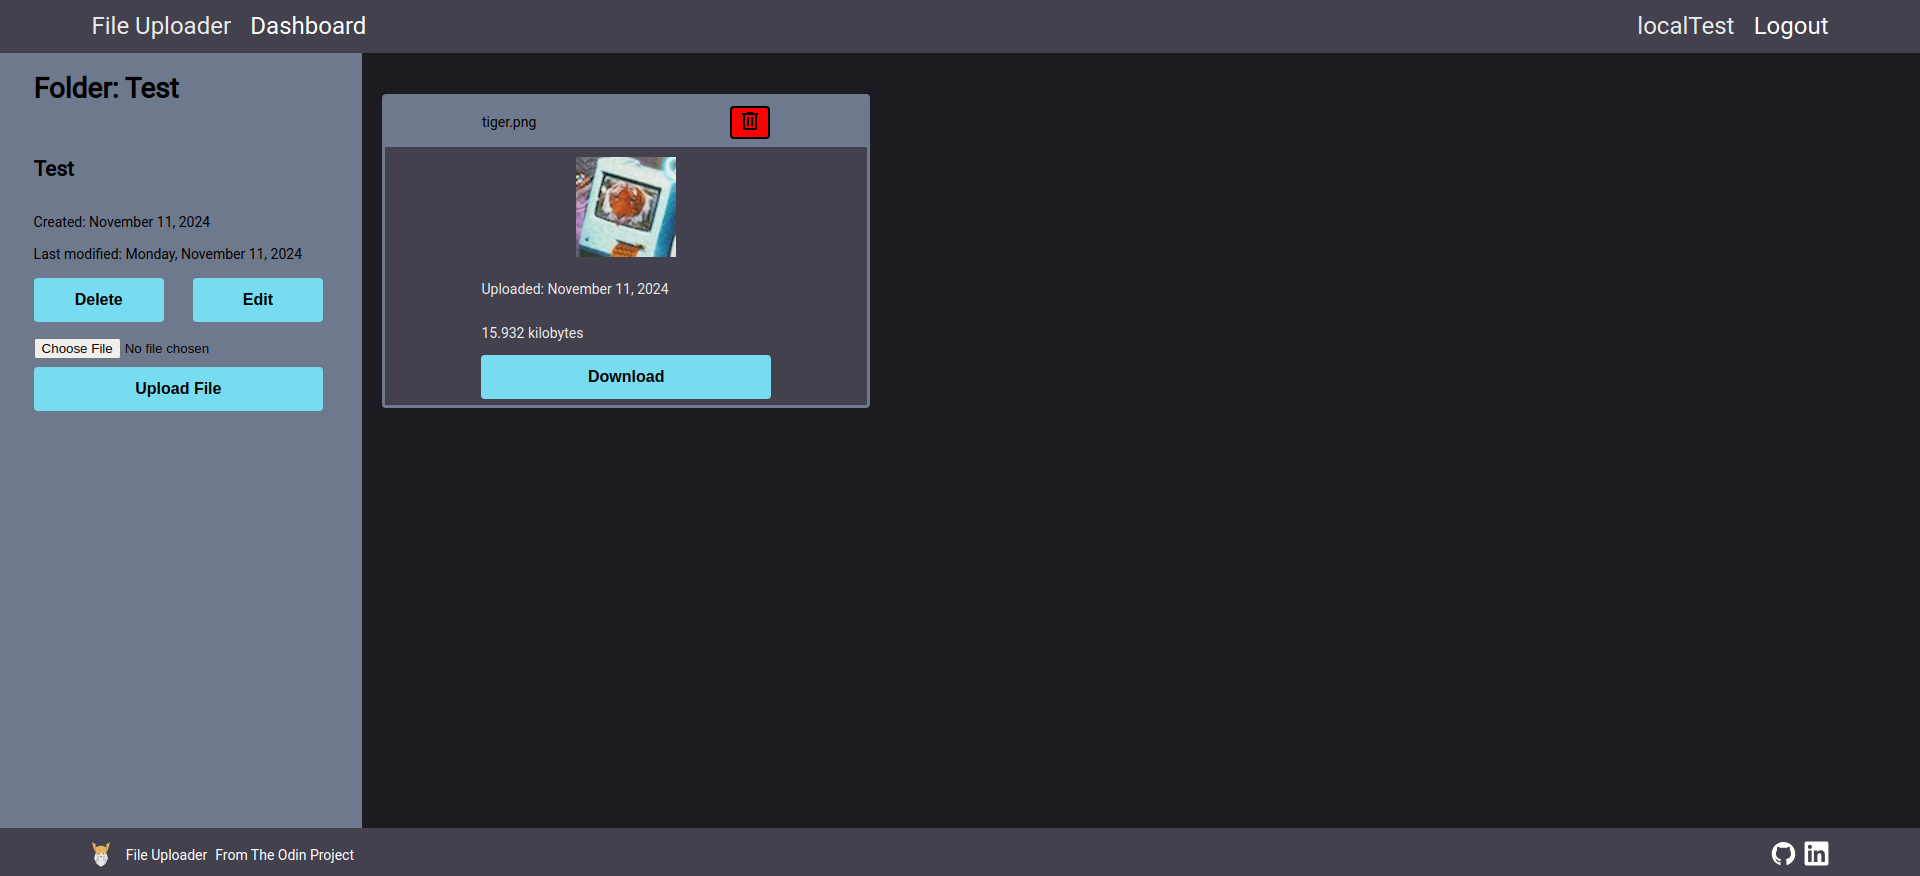 File Uploader Dashboard localTest Logout
Folder: Test
Test
Created: November 11, 2024
Last modified: Monday, November 11, 2024
Delete Edit
Choose File No file chosen
Upload File
tiger.png
Uploaded: November 11, 2024
15.932 kilobytes
Download
File Uploader From The Odin Project
in